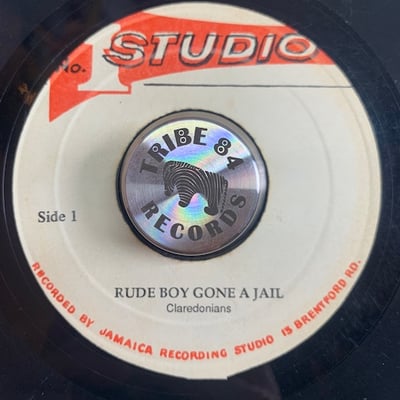 No. 1 STUDIO
TRIBE 84
RECORDS
Side 1
RUDE BOY GONE A JAIL
Claredonians
RECORDED BY JAMAICA RECORDING STUDIO 13 BRENTFORD RD.